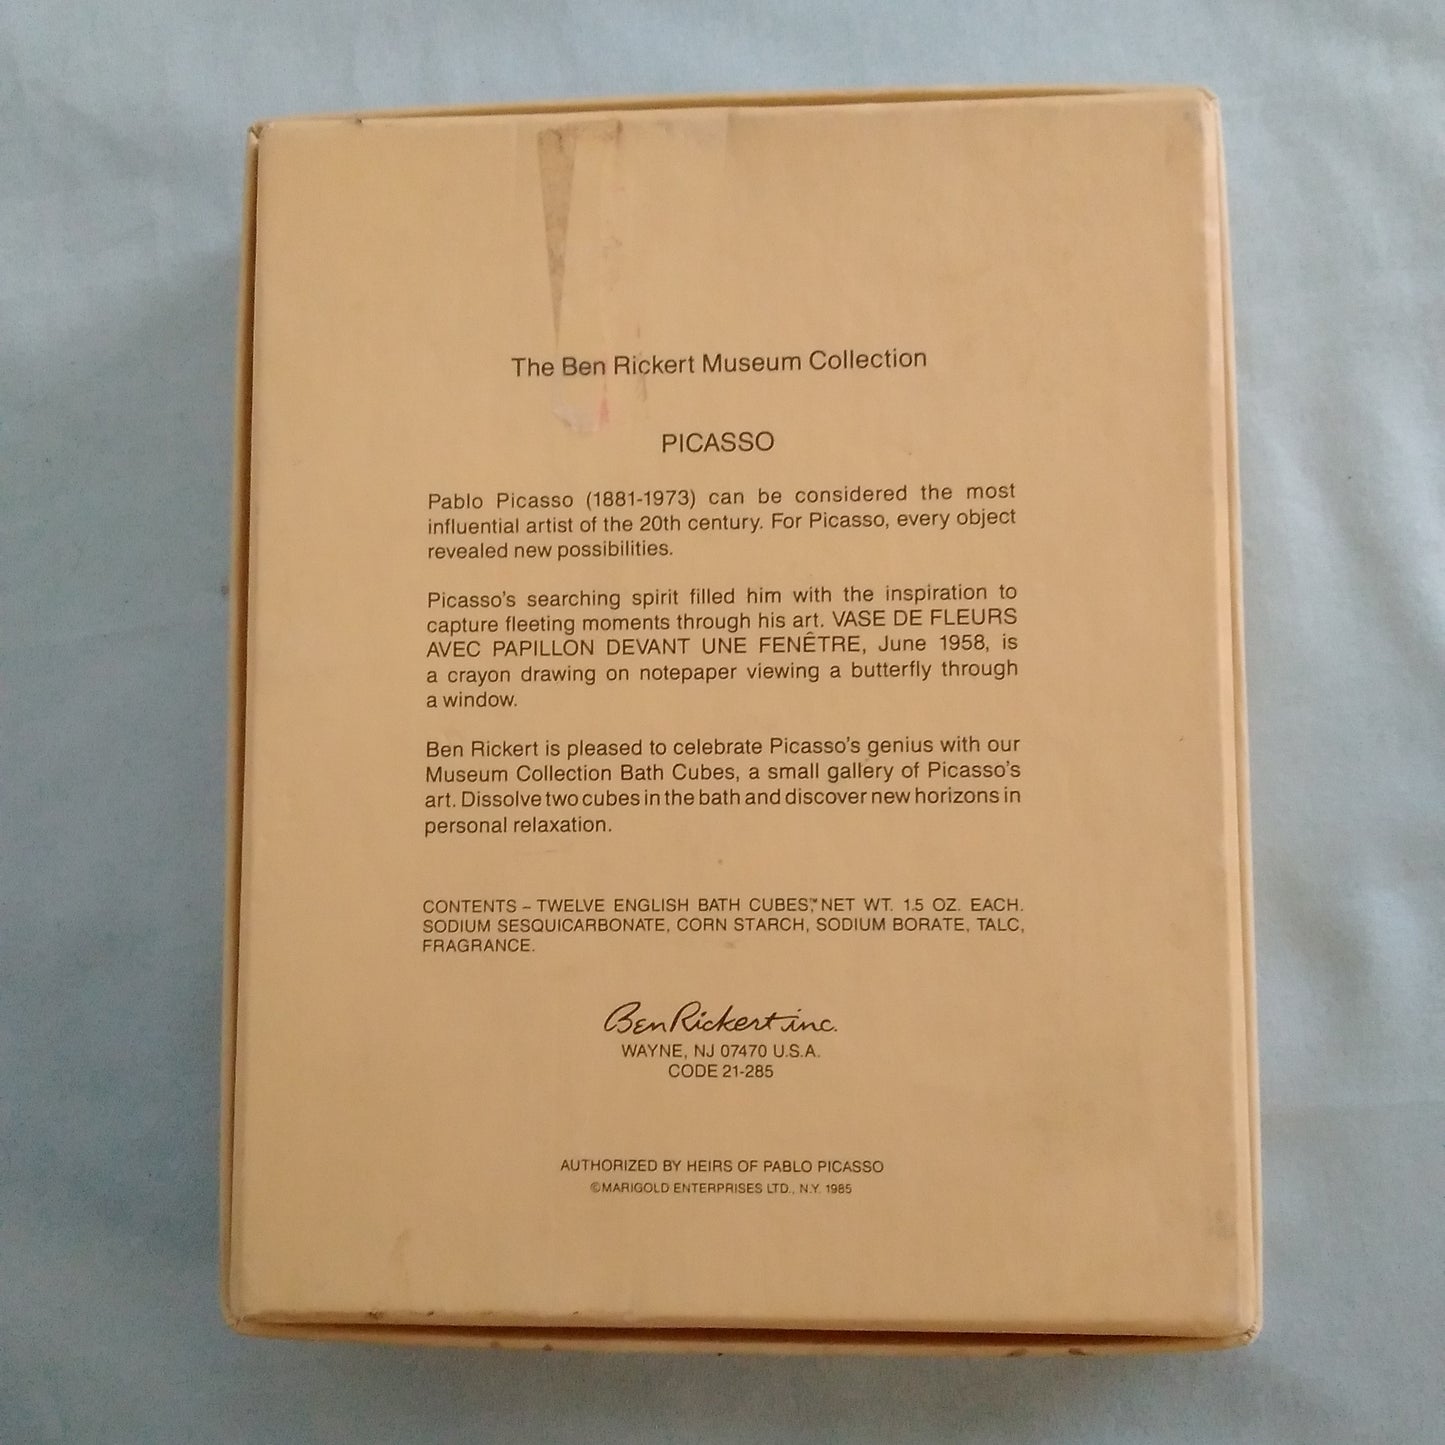 The Ben Rickert Museum Collection
PICASSO
Pablo Picasso (1881-1973) can be considered the most
influential artist of the 20th century. For Picasso, every object
revealed new possibilities.
Picasso's searching spirit filled him with the inspiration to
capture fleeting moments through his art. VASE DE FLEURS
AVEC PAPILLON DEVANT UNE FENÊTRE, June 1958, is
a crayon drawing on notepaper viewing a butterfly through
a window.
Ben Rickert is pleased to celebrate Picasso's genius with our
Museum Collection Bath Cubes, a small gallery of Picasso's
art. Dissolve two cubes in the bath and discover new horizons in
personal relaxation.
CONTENTS – TWELVE ENGLISH BATH CUBES,™ NET WT. 1.5 OZ. EACH.
SODIUM SESQUICARBONATE, CORN STARCH, SODIUM BORATE, TALC,
FRAGRANCE.
Ben Rickert inc.
WAYNE, NJ 07470 U.S.A.
CODE 21-285
AUTHORIZED BY HEIRS OF PABLO PICASSO
©MARIGOLD ENTERPRISES LTD., N.Y. 1985